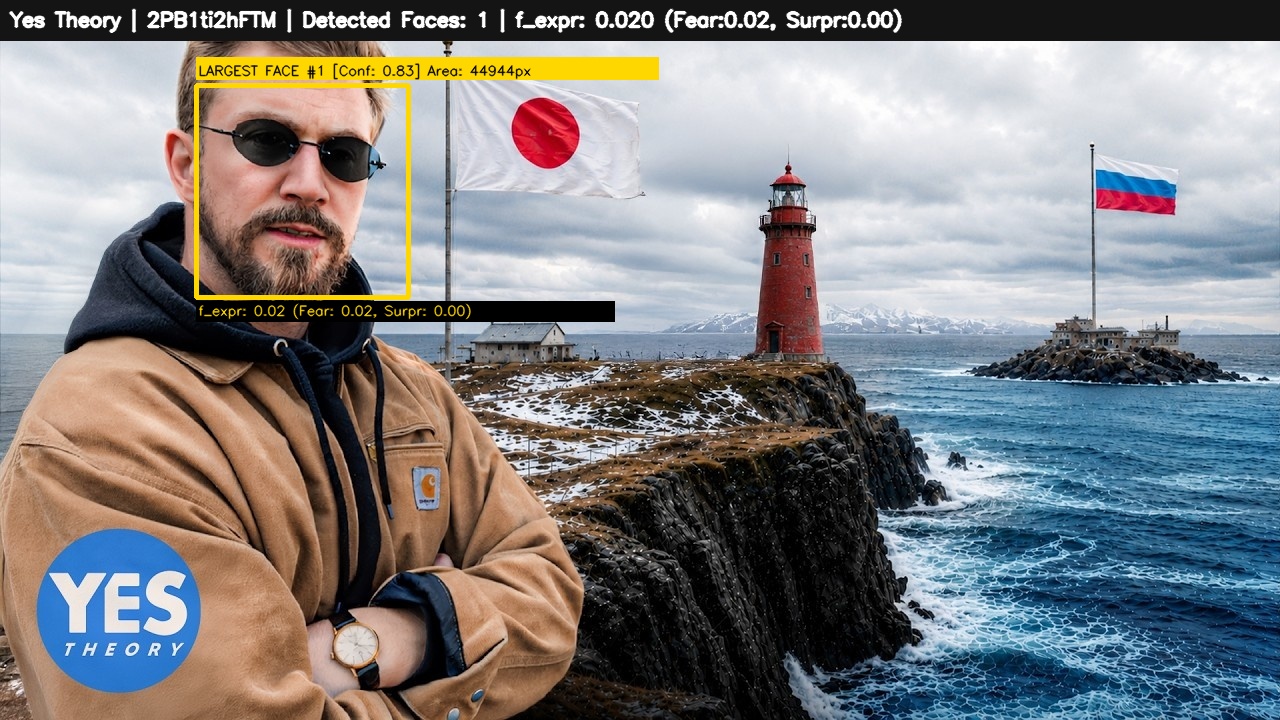 Yes Theory | 2PB1ti2hFTM | Detected Faces: 1 | f_expr: 0.020 (Fear:0.02, Surpr:0.00)
LARGEST FACE #1 [Conf: 0.83] Area: 44944px
f_expr: 0.02 (Fear: 0.02, Surpr: 0.00)
YES
THEORY